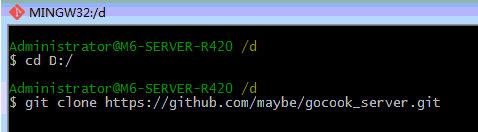 MINGW32:/d
Administrator@M6-SERVER-R420 /d
$ cd D:/
Administrator@M6-SERVER-R420 /d
$ git clone https://github.com/maybe/gocook_server.git